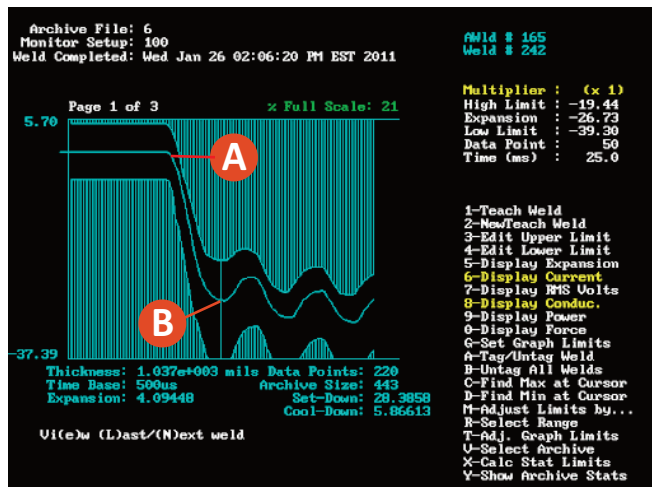 Archive File: 6
Monitor Setup: 100
Weld Completed: Wed Jan 26 02:06:20 PM EST 2011
AWld # 165
Weld # 242
Page 1 of 3
% Full Scale: 21
5.70
-37.39
A
B
Multiplier : (x 1)
High Limit : -19.44
Expansion : -26.73
Low Limit : -39.30
Data Point : 50
Time (ms) : 25.0
1-Teach Weld
2-NewTeach Weld
3-Edit Upper Limit
4-Edit Lower Limit
5-Display Expansion
6-Display Current
7-Display RMS Volts
8-Display Conduc.
9-Display Power
0-Display Force
G-Set Graph Limits
A-Tag/Untag Weld
B-Untag All Welds
C-Find Max at Cursor
D-Find Min at Cursor
M-Adjust Limits by...
R-Select Range
T-Adj. Graph Limits
V-Select Archive
X-Calc Stat Limits
Y-Show Archive Stats
Thickness: 1.037e+003 mils Data Points: 220
Time Base: 500us Archive Size: 443
Expansion: 4.09448 Set-Down: 28.3858
Cool-Down: 5.86613
Vi(e)w (L)ast/(N)ext weld